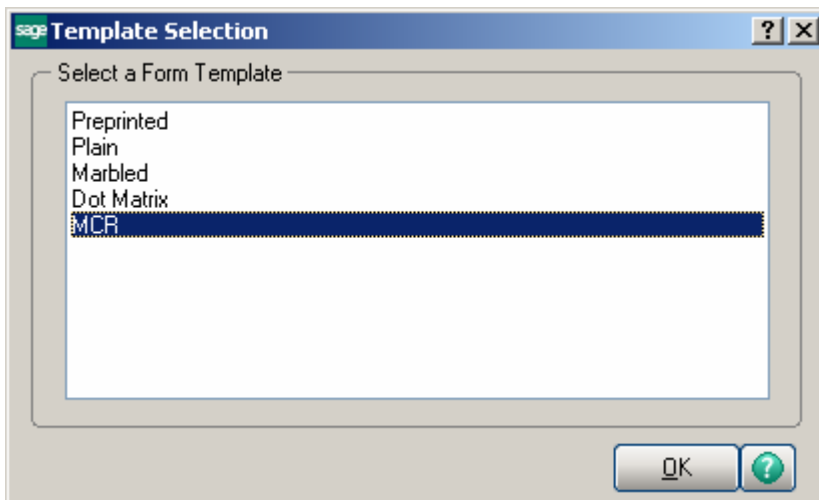 sage Template Selection
Select a Form Template
Preprinted
Plain
Marbled
Dot Matrix
MCR
OK